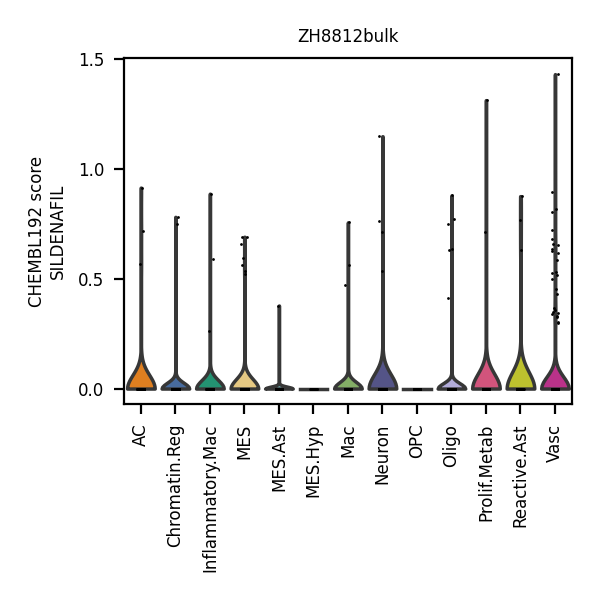 ZH8812bulk
CHEMBL192 score
SILDENAFIL
1.5
1.0
0.5
0.0
AC
Chromatin.Reg
Inflammatory.Mac
MES
MES.Ast
MES.Hyp
Mac
Neuron
OPC
Oligo
Prolif.Metab
Reactive.Ast
Vasc